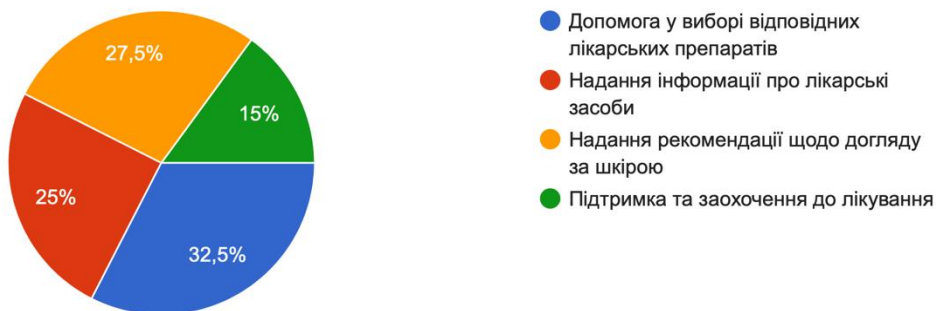 27,5%
15%
25%
32,5%
Допомога у виборі відповідних
лікарських препаратів
Надання інформації про лікарські
засоби
Надання рекомендації щодо догляду
за шкірою
Підтримка та заохочення до лікування